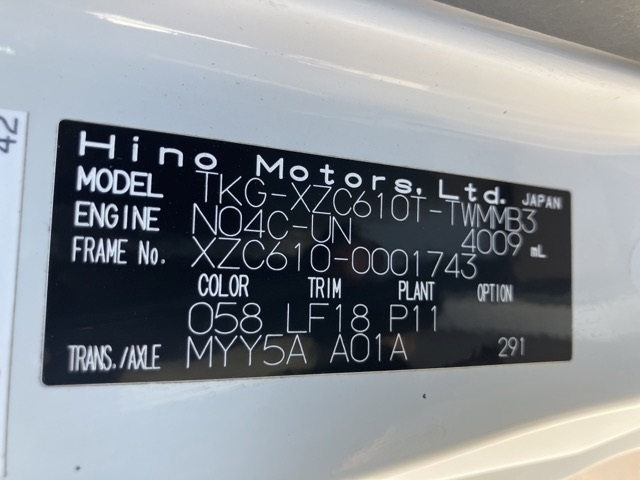 42
Hino Motors, Ltd. JAPAN
MODEL TKG-XZC610T-TWMMB3
ENGINE N04C-UN 4009 mL
FRAME No. XZC610-0001743
COLOR TRIM PLANT OPTION
058 LF18 P11
TRANS./AXLE MYY5A A01A 291